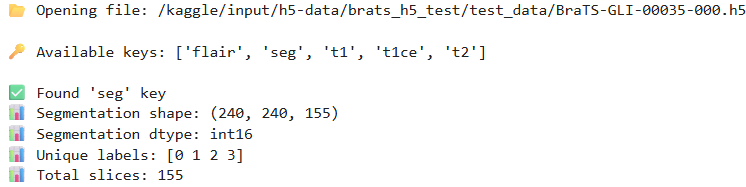 📂 Opening file: /kaggle/input/h5-data/brats_h5_test/test_data/BraTS-GLI-00035-000.h5
🔑 Available keys: ['flair', 'seg', 't1', 't1ce', 't2']
✅ Found 'seg' key
📊 Segmentation shape: (240, 240, 155)
📊 Segmentation dtype: int16
📊 Unique labels: [0 1 2 3]
📊 Total slices: 155